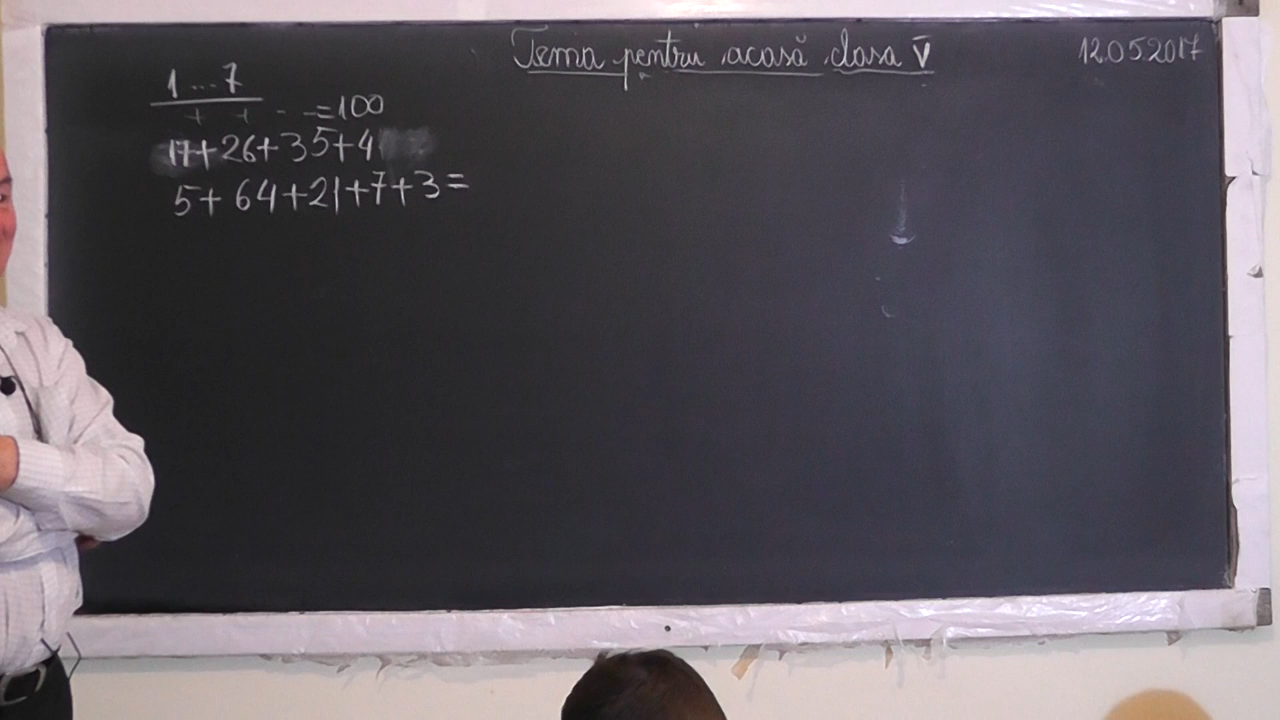 Tema pentru acasă clasa V̄
12.05.2017
1 ... 7
+ + - - = 100
17+26+35+4
5+64+21+7+3=